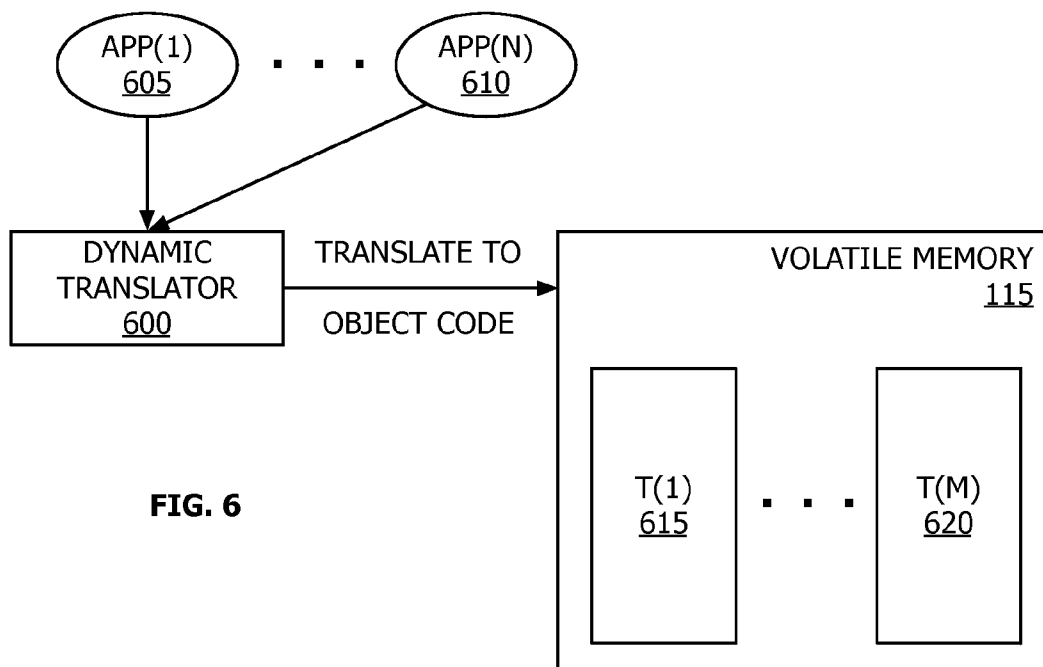 APP(1)
605
. . .
APP(N)
610
DYNAMIC
TRANSLATOR
600
TRANSLATE TO
OBJECT CODE
VOLATILE MEMORY
115
T(1)
615
. . .
T(M)
620
FIG. 6